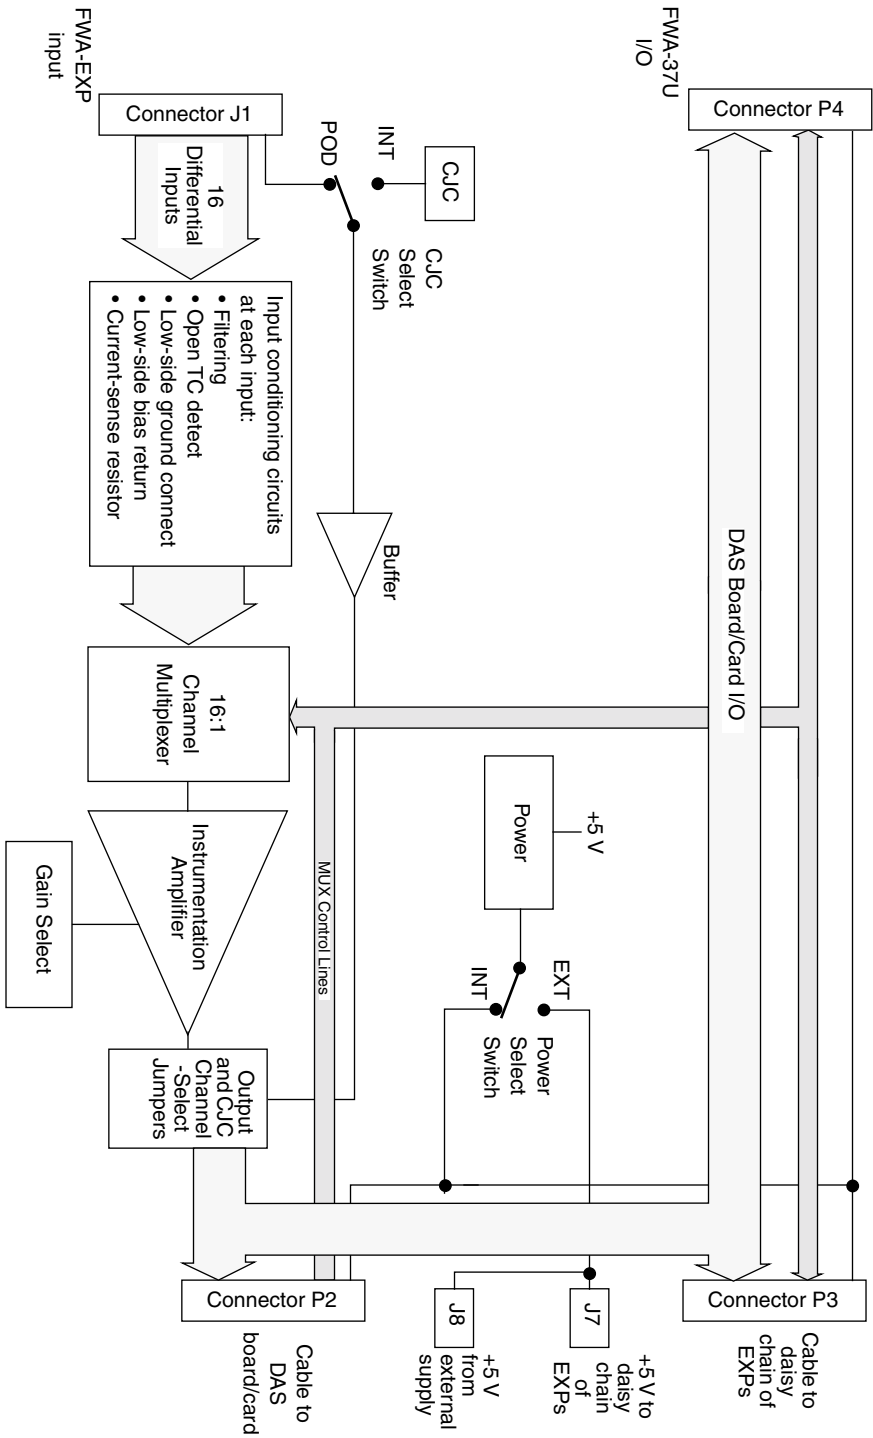 FWA-EXP
input
Connector J1
16
Differential
Inputs
POD
INT
CJC
CJC
Select
Switch
Input conditioning circuits
at each input:
• Filtering
• Open TC detect
• Low-side ground connect
• Low-side bias return
• Current-sense resistor
Buffer
16:1
Channel
Multiplexer
Instrumentation
Amplifier
Gain Select
MUX Control Lines
Output
and CJC
Channel
-Select
Jumpers
Connector P2
Cable to
DAS
board/card
FWA-37U
I/O
Connector P4
DAS Board/Card I/O
+5 V
Power
EXT
INT
Power
Select
Switch
J7
+5 V to
daisy
chain
of
EXPs
J8
+5 V
from
external
supply
Connector P3
Cable to
daisy
chain of
EXPs